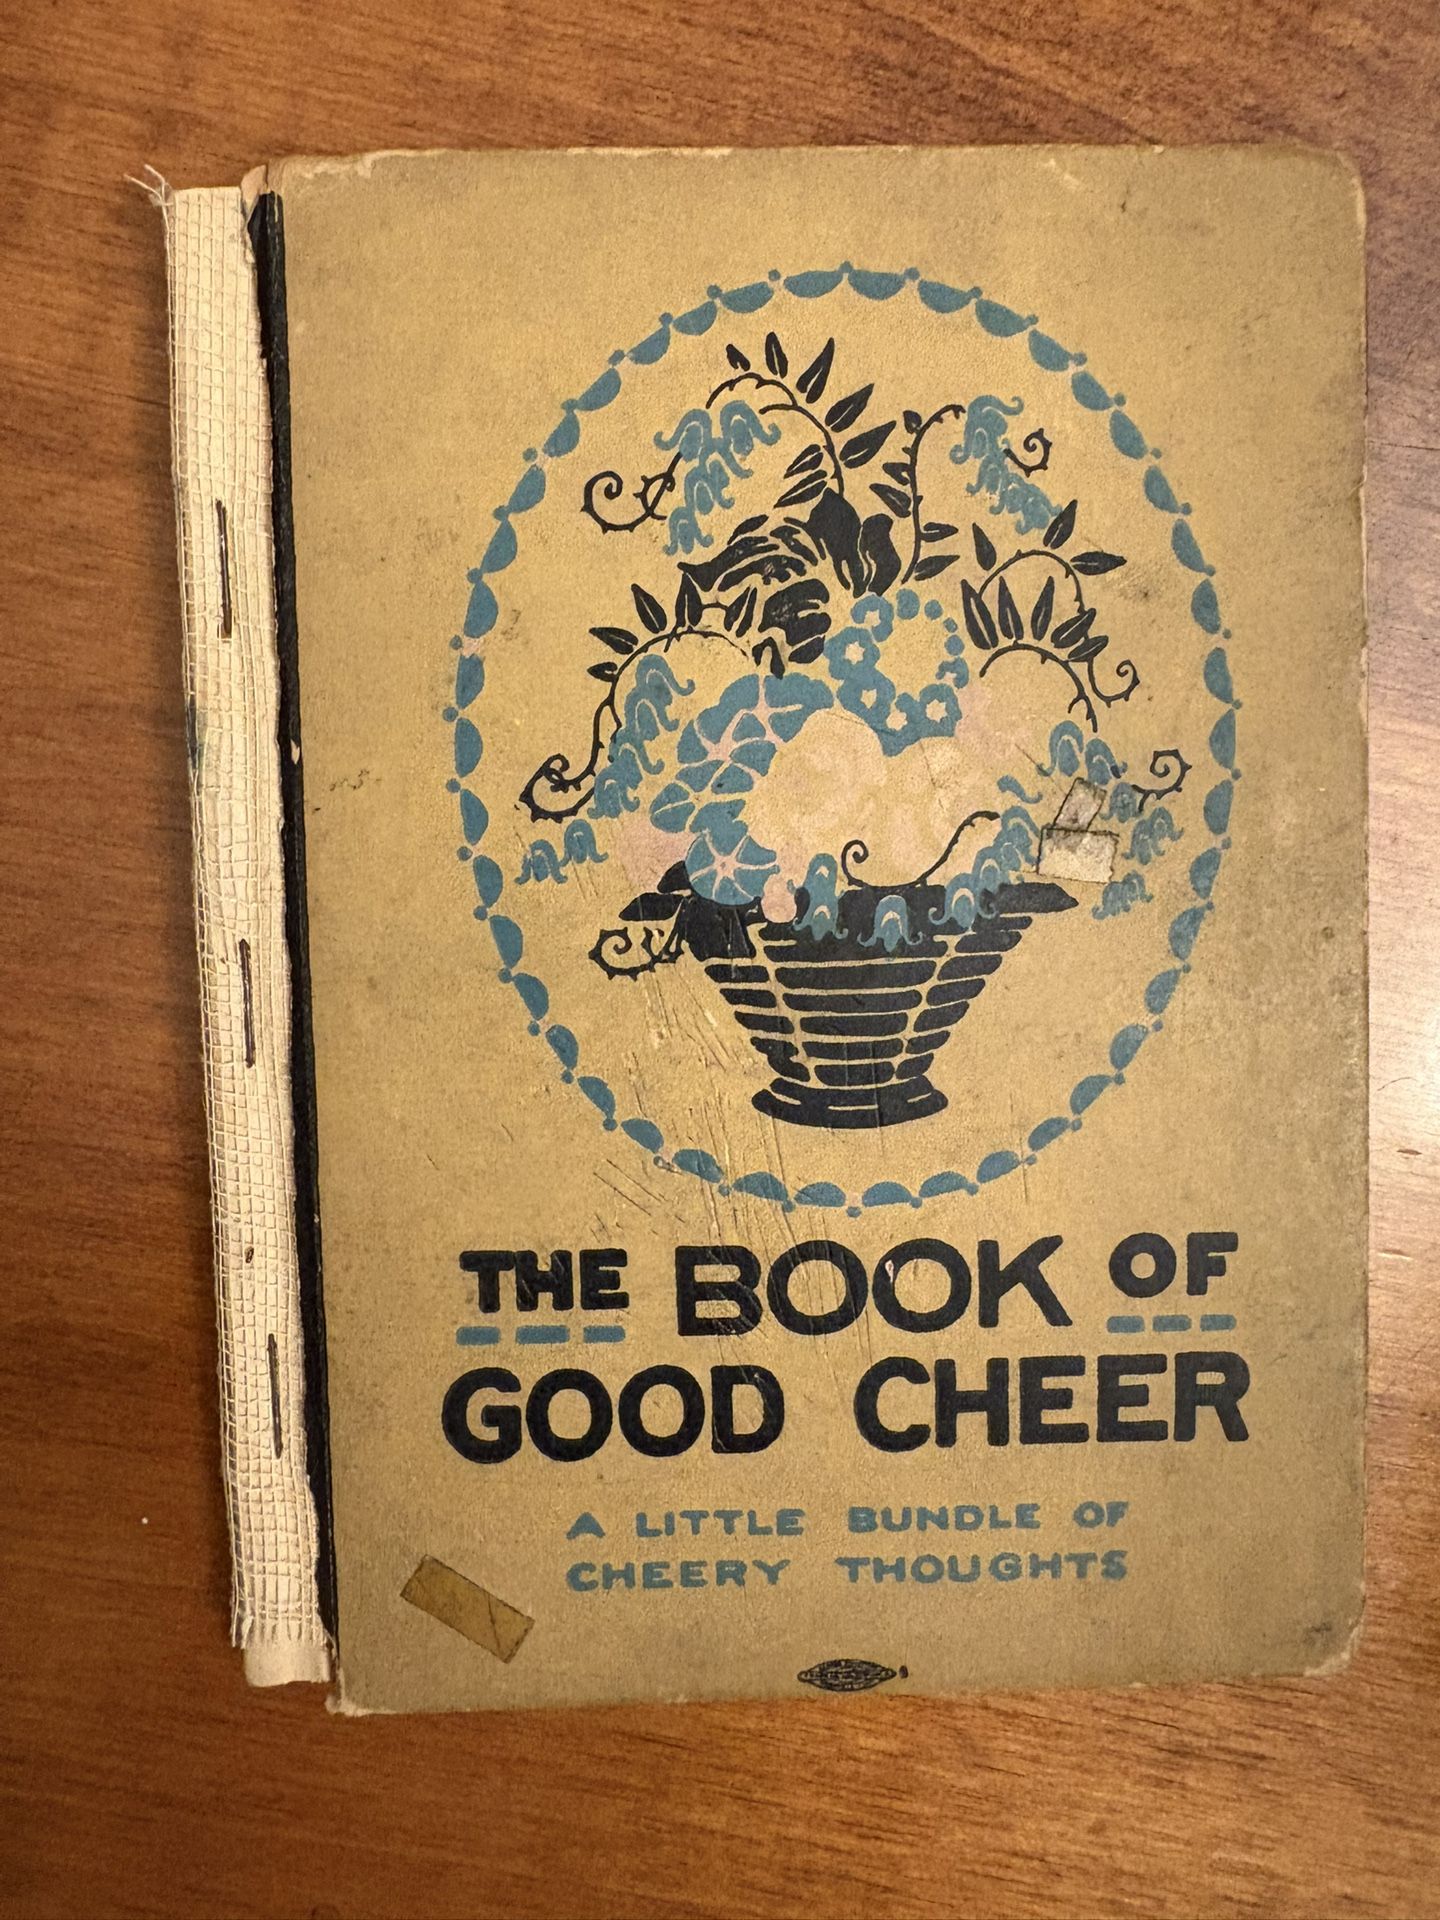 THE BOOK OF
GOOD CHEER
A LITTLE BUNDLE OF
CHEERY THOUGHTS